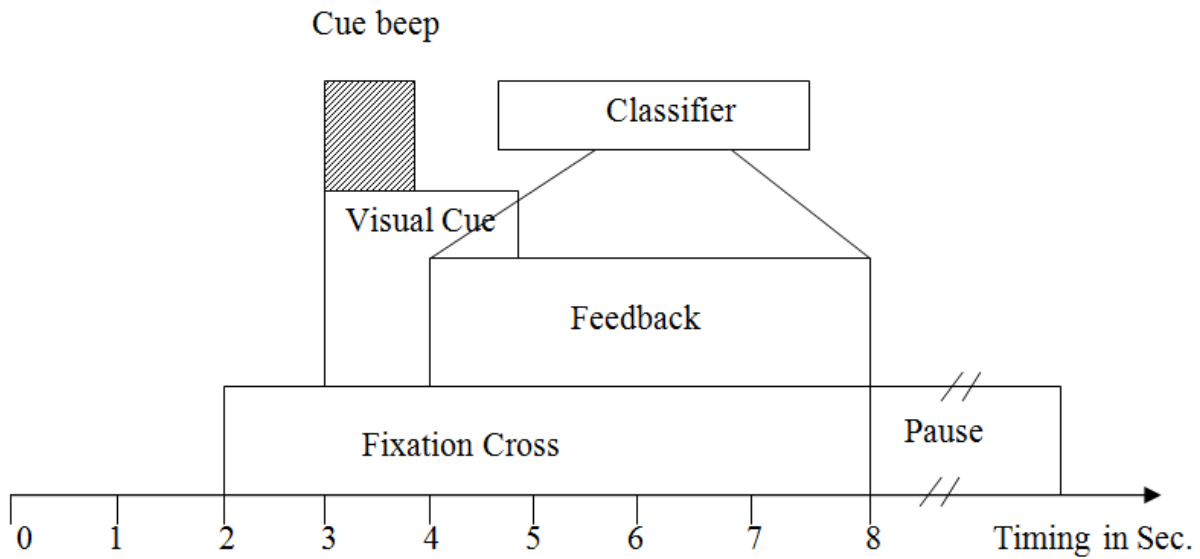 Cue beep
Classifier
Visual Cue
Feedback
Fixation Cross
Pause
0 1 2 3 4 5 6 7 8 Timing in Sec.